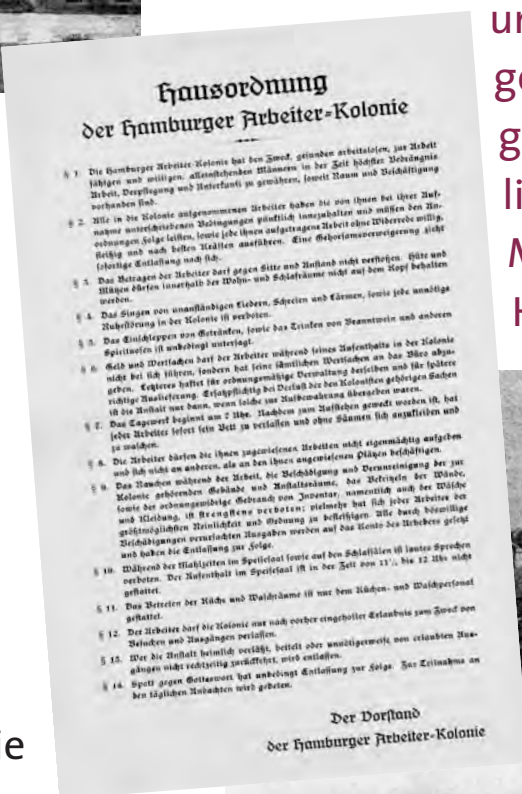 Hausordnung
der Hamburger Arbeiter-Kolonie
§ 1. Die Hamburger Arbeiter-Kolonie hat den Zweck, gesunden arbeitslosen, zur Arbeit
fähigen und willigen, alleinstehenden Männern in der Zeit höchster Bedrängnis
Arbeit, Verpflegung und Unterkunft zu gewähren, soweit Raum und Beschäftigung
vorhanden sind.
§ 2. Alle in die Kolonie aufgenommenen Arbeiter haben die von ihnen bei ihrer Auf-
nahme unterschriebenen Bedingungen pünktlich innezuhalten und müssen den An-
ordnungen Folge leisten, sowie jede ihnen aufgetragene Arbeit ohne Widerrede willig,
fleißig und nach besten Kräften ausführen. Eine Gehorsamsverweigerung zieht
sofortige Entlassung nach sich.
§ 3. Das Betragen der Arbeiter darf gegen Sitte und Anstand nicht verstoßen. Hüte und
Mützen dürfen innerhalb der Wohn- und Schlafräume nicht auf dem Kopf behalten
werden.
§ 4. Das Singen von unanständigen Liedern, Schreien und Lärmen, sowie jede unnötige
Ruhestörung in der Kolonie ist verboten.
§ 5. Das Einschleppen von Getränken, sowie das Trinken von Branntwein und anderen
Spirituosen ist unbedingt untersagt.
§ 6. Geld und Wertsachen darf der Arbeiter während seines Aufenthalts in der Kolonie
nicht bei sich führen, sondern hat seine sämtlichen Wertsachen an das Büro abzu-
geben. Letzteres haftet für ordnungsmäßige Verwaltung derselben und für spätere
richtige Auslieferung. Ersatzpflichtig bei Verlust der den Kolonisten gehörigen Sachen
ist die Anstalt nur dann, wenn solche zur Aufbewahrung übergeben waren.
§ 7. Das Tagewerk beginnt um 7 Uhr. Nachdem zum Aufstehen geweckt worden ist, hat
jeder Arbeiter sofort sein Bett zu verlassen und ohne Säumen sich anzukleiden und
zu waschen.
§ 8. Die Arbeiter dürfen die ihnen zugewiesenen Arbeiten nicht eigenmächtig aufgeben
und sich nicht an anderen, als an den ihnen angewiesenen Plätzen beschäftigen.
§ 9. Das Rauchen während der Arbeit, die Beschädigung und Verunreinigung der zur
Kolonie gehörenden Gebäude und Anstaltsräume, das Bekritzeln der Wände,
sowie der ordnungswidrige Gebrauch von Inventar, namentlich auch der Wäsche
und Kleidung, ist strengstens verboten; vielmehr hat sich jeder Arbeiter der
größtmöglichsten Reinlichkeit und Ordnung zu befleißigen. Alle durch böswillige
Beschädigungen verursachten Ausgaben werden auf das Konto des Urhebers gesetzt
und haben die Entlassung zur Folge.
§ 10. Während der Mahlzeiten im Speisesaal sowie auf den Schlafsälen ist lautes Sprechen
verboten. Der Aufenthalt im Speisesaal ist in der Zeit von 11½ bis 12 Uhr nicht
gestattet.
§ 11. Das Betreten der Küche und Waschräume ist nur dem Küchen- und Waschpersonal
gestattet.
§ 12. Der Arbeiter darf die Kolonie nur nach vorher eingeholter Erlaubnis zum Zweck von
Besuchen und Ausgängen verlassen.
§ 13. Wer die Anstalt heimlich verläßt, bettelt oder unnötigerweise von erlaubten Aus-
gängen nicht rechtzeitig zurückkehrt, wird entlassen.
§ 14. Spott gegen Gotteswort hat unbedingt Entlassung zur Folge. Zur Teilnahme an
den täglichen Andachten wird gebeten.
Der Vorstand
der Hamburger Arbeiter-Kolonie